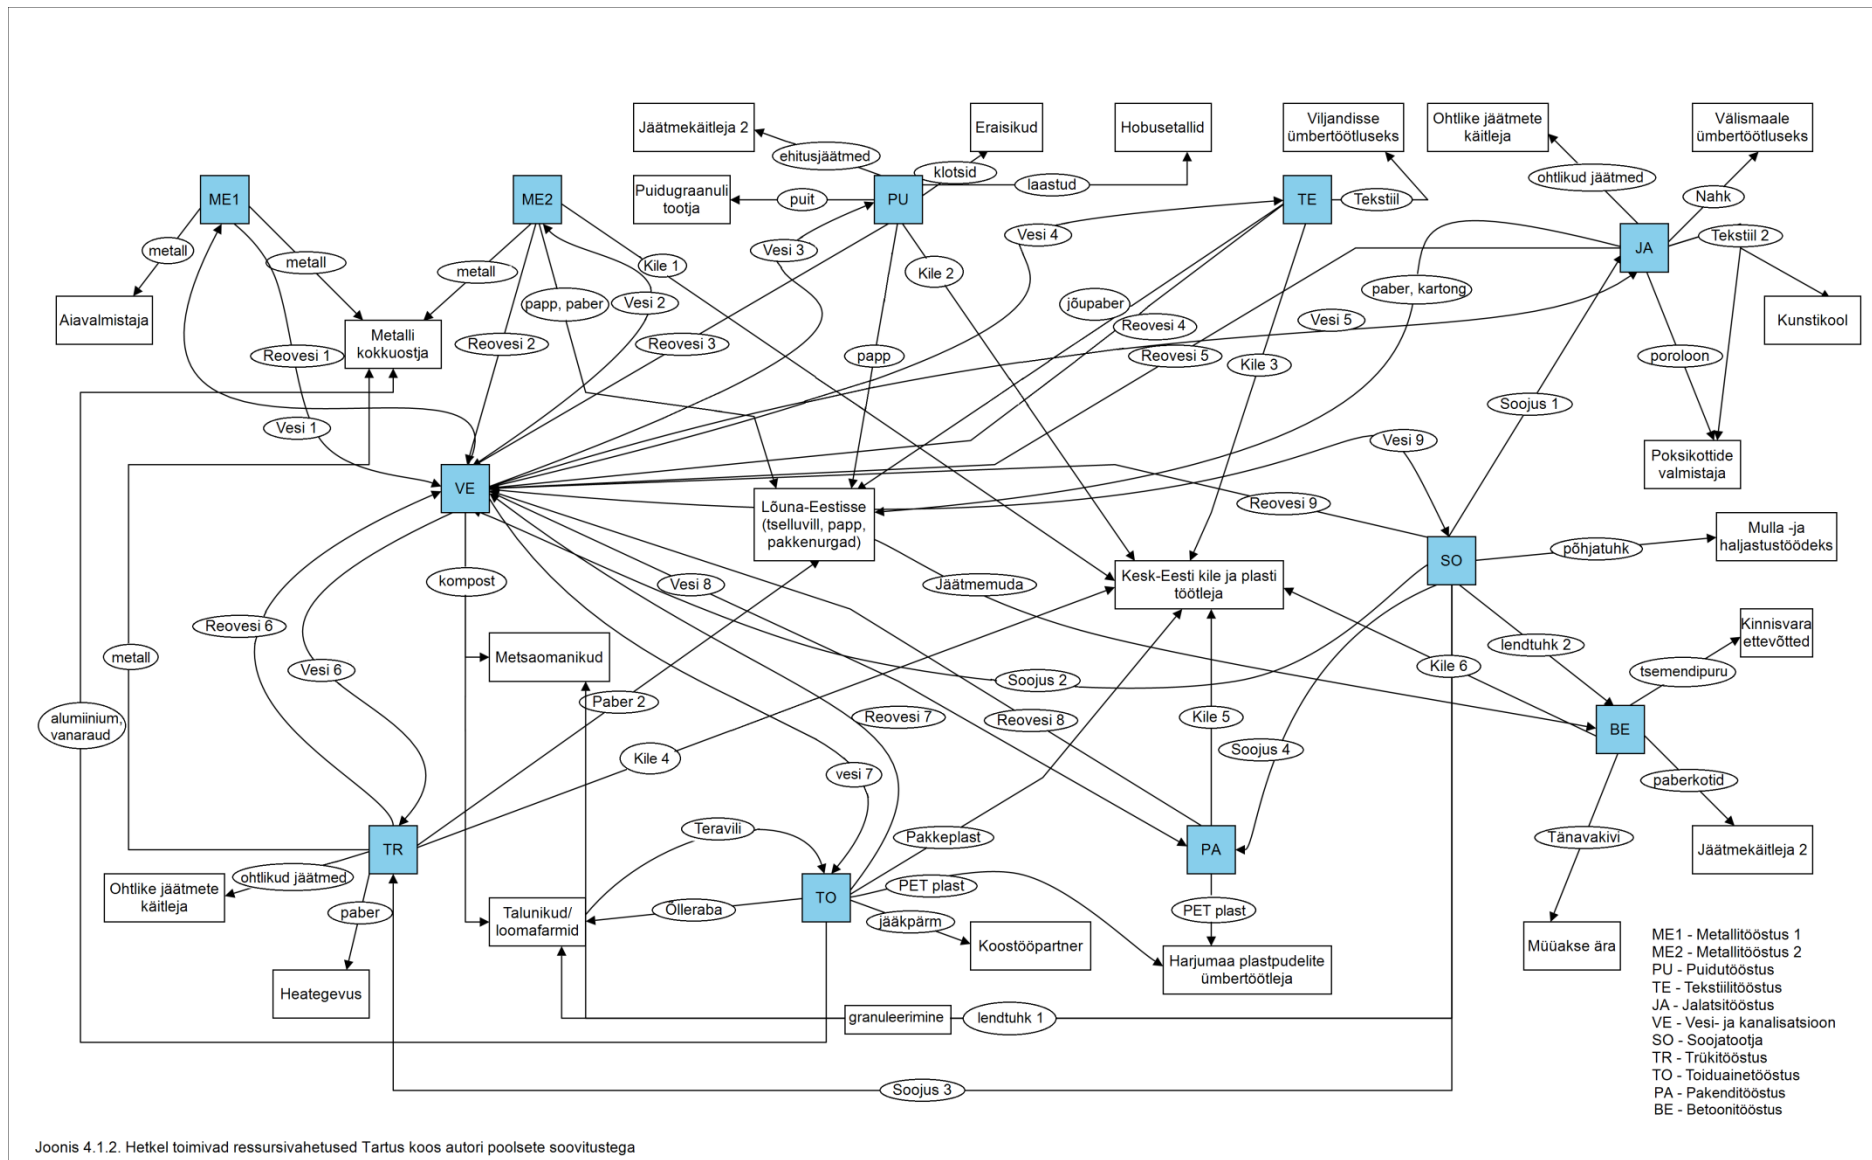 Jäätmekäitleja 2
Eraisikud
Hobusetallid
Viljandisse
ümbertöötluseks
Ohtlike jäätmete
käitleja
Välismaale
ümbertöötluseks
ehitusjäätmed
klotsid
laastud
ohtlikud jäätmed
Nahk
ME1
ME2
Puidugraanuli
tootja
puit
PU
TE
Tekstiil
JA
Tekstiil 2
metall
metall
metall
Kile 1
Vesi 3
Vesi 4
Kile 2
Aiavalmistaja
papp, paber
Vesi 2
jõupaber
paber, kartong
Kunstikool
Metalli
kokkuostja
Reovesi 1
Reovesi 2
Reovesi 3
Reovesi 4
Vesi 5
papp
Reovesi 5
Kile 3
poroloon
Soojus 1
Vesi 1
Vesi 9
Poksikottide
valmistaja
VE
Lõuna-Eestisse
(tselluvill, papp,
pakkenurgad)
Reovesi 9
Mulla -ja
haljastustöödeks
põhjatuhk
SO
kompost
Vesi 8
Jäätmemuda
Kesk-Eesti kile ja plasti
töötleja
Reovesi 6
Vesi 6
metall
Metsaomanikud
Soojus 2
lendtuhk 2
Kinnisvara
ettevõtted
Kile 6
tsemendipuru
alumiinium,
vanaraud
Paber 2
Reovesi 7
Reovesi 8
Kile 5
BE
Kile 4
vesi 7
Soojus 4
paberkotid
Teravili
Pakkeplast
PA
Tänavakivi
Jäätmekäitleja 2
TR
Ohtlike jäätmete
käitleja
ohtlikud jäätmed
paber
Talunikud/
loomafarmid
Õlleraba
TO
PET plast
jääkpärm
PET plast
Koostööpartner
Harjumaa plastpudelite
ümbertöötleja
Müüakse ära
Heategevus
granuleerimine
lendtuhk 1
Soojus 3
ME1 - Metallitööstus 1
ME2 - Metallitööstus 2
PU - Puidutööstus
TE - Tekstiilitööstus
JA - Jalatsitööstus
VE - Vesi- ja kanalisatsioon
SO - Soojatootja
TR - Trükitööstus
TO - Toiduainetööstus
PA - Pakenditööstus
BE - Betoonitööstus
Joonis 4.1.2. Hetkel toimivad ressursivahetused Tartus koos autori poolsete soovitustega